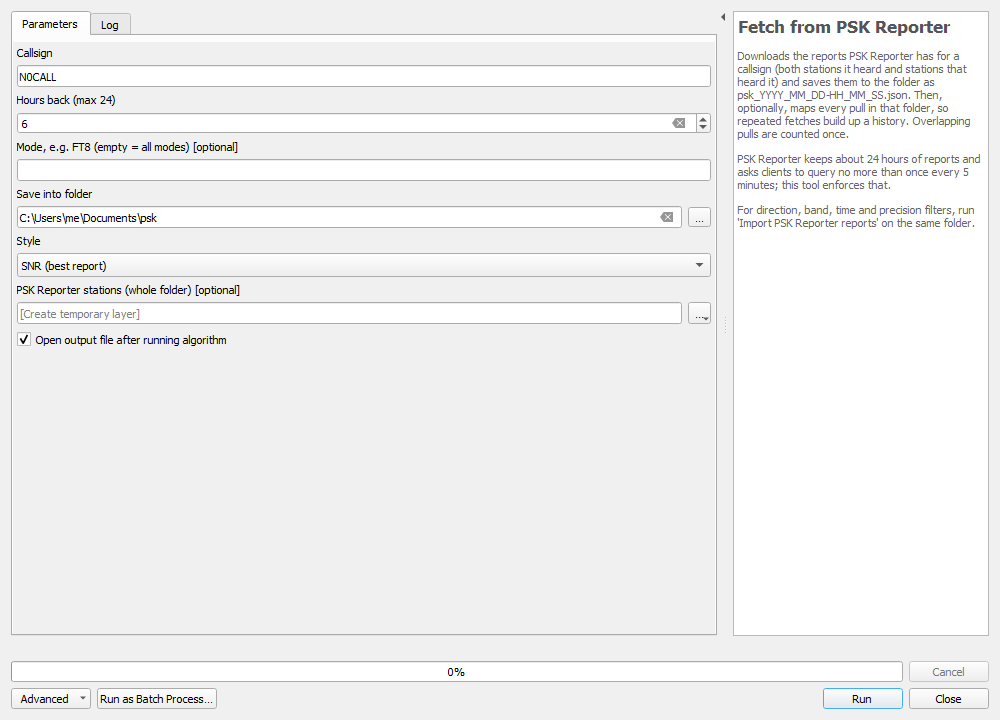 Parameters
Log
Callsign
N0CALL
Hours back (max 24)
6
Mode, e.g. FT8 (empty = all modes) [optional]
Save into folder
C:\Users\me\Documents\psk
...
Style
SNR (best report)
PSK Reporter stations (whole folder) [optional]
[Create temporary layer]
...
Open output file after running algorithm
Fetch from PSK Reporter
Downloads the reports PSK Reporter has for a
callsign (both stations it heard and stations that
heard it) and saves them to the folder as
psk_YYYY_MM_DD-HH_MM_SS.json. Then,
optionally, maps every pull in that folder, so
repeated fetches build up a history. Overlapping
pulls are counted once.
PSK Reporter keeps about 24 hours of reports and
asks clients to query no more than once every 5
minutes; this tool enforces that.
For direction, band, time and precision filters, run
'Import PSK Reporter reports' on the same folder.
0%
Cancel
Advanced
Run as Batch Process...
Run
Close